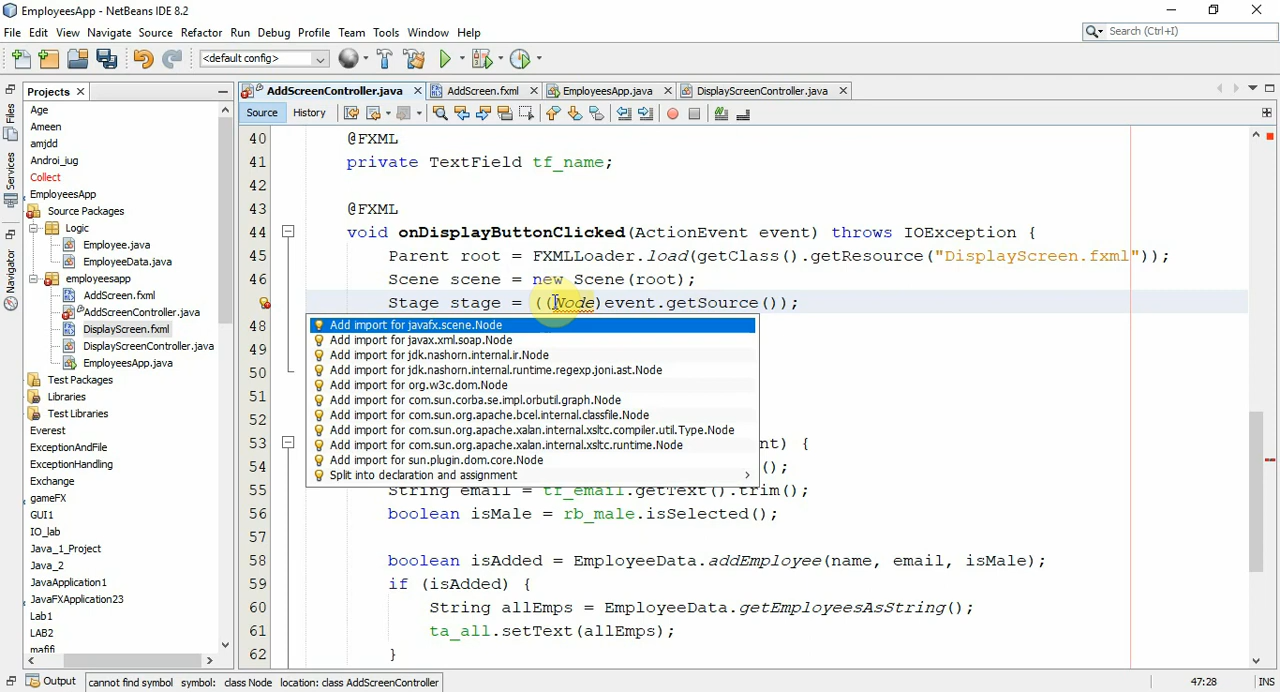 EmployeesApp - NetBeans IDE 8.2
File Edit View Navigate Source Refactor Run Debug Profile Team Tools Window Help
Search (Ctrl+I)
<default config>
Projects
AddScreenController.java
AddScreen.fxml
EmployeesApp.java
DisplayScreenController.java
Source
History
Files
Services
Navigator
Age
Ameen
amjdd
Androi_iug
Collect
EmployeesApp
Source Packages
Logic
Employee.java
EmployeeData.java
employeesapp
AddScreen.fxml
AddScreenController.java
DisplayScreen.fxml
DisplayScreenController.java
EmployeesApp.java
Test Packages
Libraries
Test Libraries
Everest
ExceptionAndFile
ExceptionHandling
Exchange
gameFX
GUI1
IO_lab
Java_1_Project
Java_2
JavaApplication1
JavaFXApplication23
Lab1
LAB2
mafifi
40 @FXML
41 private TextField tf_name;
42
43 @FXML
44 void onDisplayButtonClicked(ActionEvent event) throws IOException {
45 Parent root = FXMLLoader.load(getClass().getResource("DisplayScreen.fxml"));
46 Scene scene = new Scene(root);
Stage stage = ((Node)event.getSource());
48
49
50
51
52
53 nt) {
54 ();
55 String email = tf_email.getText().trim();
56 boolean isMale = rb_male.isSelected();
57
58 boolean isAdded = EmployeeData.addEmployee(name, email, isMale);
59 if (isAdded) {
60 String allEmps = EmployeeData.getEmployeesAsString();
61 ta_all.setText(allEmps);
62 }
Add import for javafx.scene.Node
Add import for javax.xml.soap.Node
Add import for jdk.nashorn.internal.ir.Node
Add import for jdk.nashorn.internal.runtime.regexp.joni.ast.Node
Add import for org.w3c.dom.Node
Add import for com.sun.corba.se.impl.orbutil.graph.Node
Add import for com.sun.org.apache.bcel.internal.classfile.Node
Add import for com.sun.org.apache.xalan.internal.xsltc.compiler.util.Type.Node
Add import for com.sun.org.apache.xalan.internal.xsltc.runtime.Node
Add import for sun.plugin.dom.core.Node
Split into declaration and assignment
Output
cannot find symbol symbol: class Node location: class AddScreenController
47:28
INS